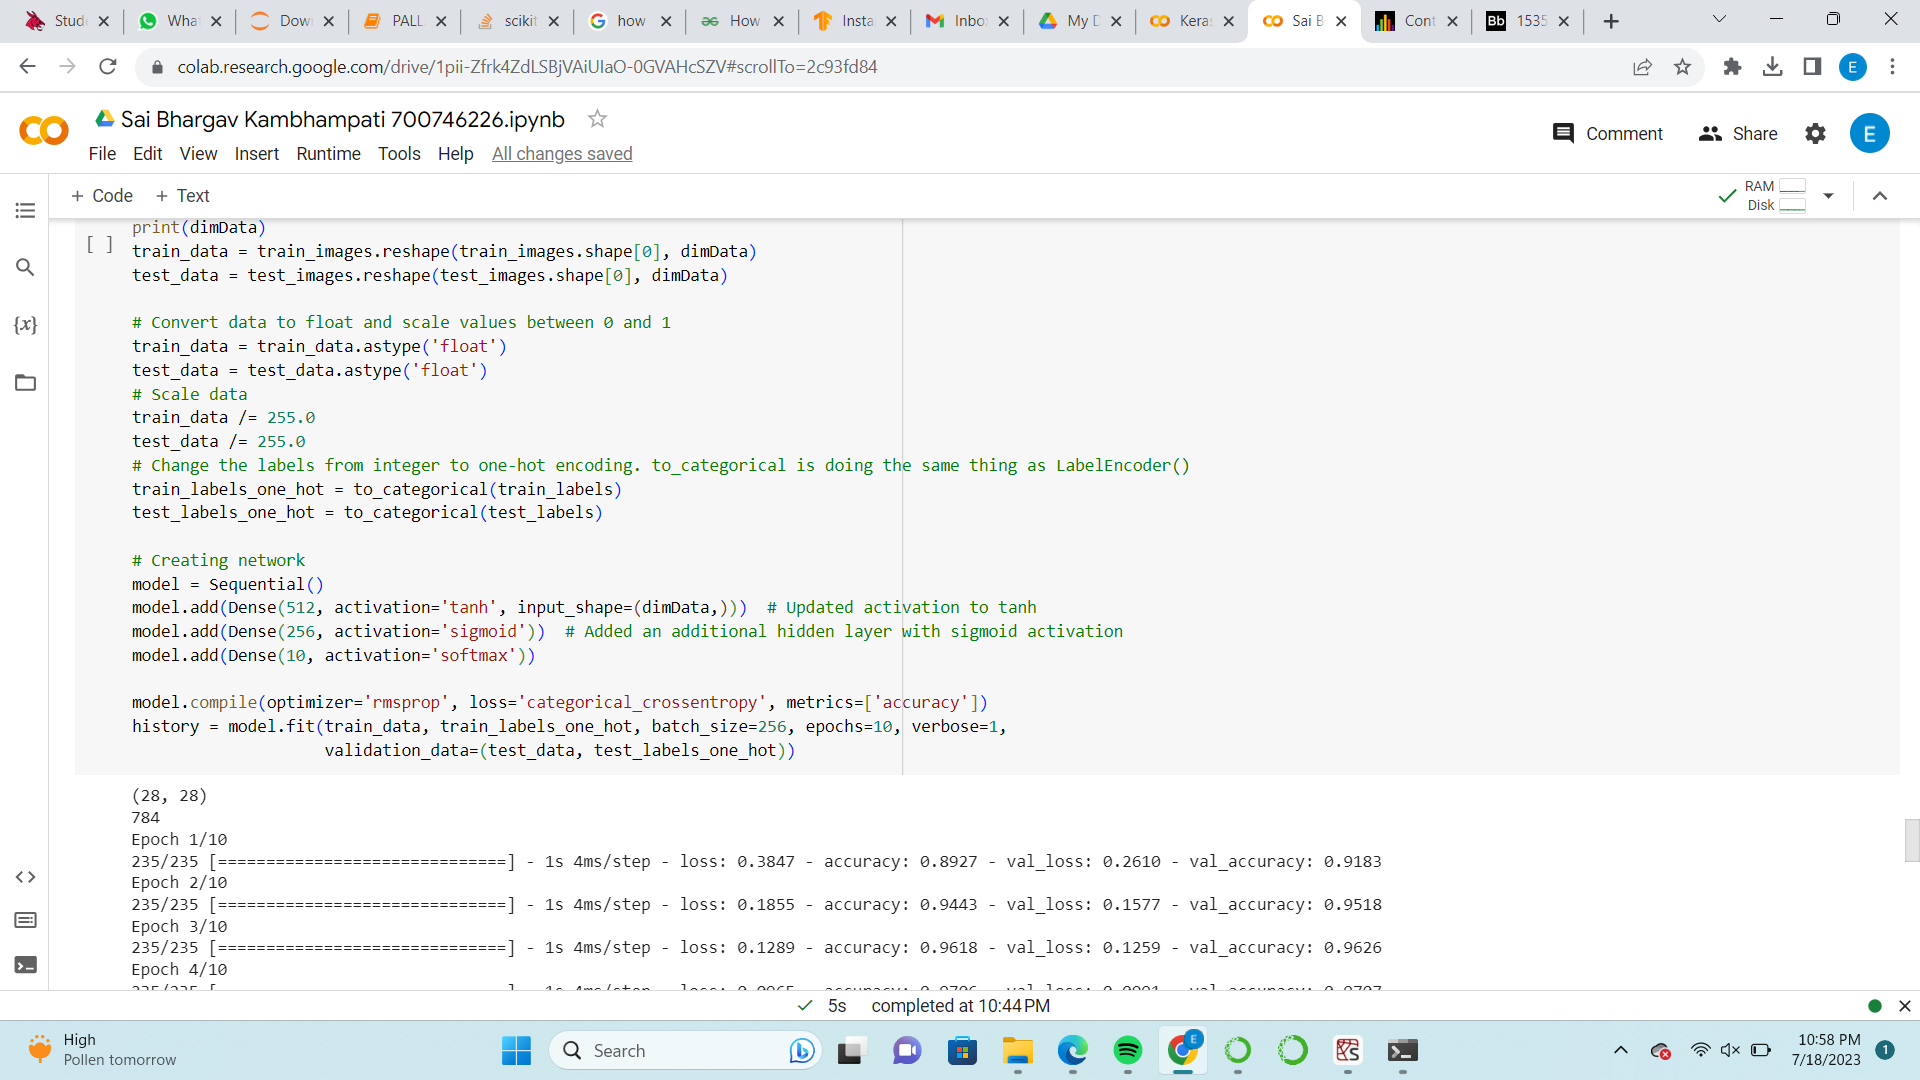 Stude
What
Dow
PALL
scikit
how
How
Insta
Inbo
My D
Keras
Sai B
Cont
1535
colab.research.google.com/drive/1pii-Zfrk4ZdLSBjVAiUIaO-0GVAHcSZV#scrollTo=2c93fd84
E
Sai Bhargav Kambhampati 700746226.ipynb
Comment
Share
E
File Edit View Insert Runtime Tools Help All changes saved
+ Code + Text
RAM
Disk
print(dimData)
[ ]
train_data = train_images.reshape(train_images.shape[0], dimData)
test_data = test_images.reshape(test_images.shape[0], dimData)
# Convert data to float and scale values between 0 and 1
train_data = train_data.astype('float')
test_data = test_data.astype('float')
# Scale data
train_data /= 255.0
test_data /= 255.0
# Change the labels from integer to one-hot encoding. to_categorical is doing the same thing as LabelEncoder()
train_labels_one_hot = to_categorical(train_labels)
test_labels_one_hot = to_categorical(test_labels)
# Creating network
model = Sequential()
model.add(Dense(512, activation='tanh', input_shape=(dimData,)))  # Updated activation to tanh
model.add(Dense(256, activation='sigmoid'))  # Added an additional hidden layer with sigmoid activation
model.add(Dense(10, activation='softmax'))
model.compile(optimizer='rmsprop', loss='categorical_crossentropy', metrics=['accuracy'])
history = model.fit(train_data, train_labels_one_hot, batch_size=256, epochs=10, verbose=1,
validation_data=(test_data, test_labels_one_hot))
(28, 28)
784
Epoch 1/10
235/235 [==============================] - 1s 4ms/step - loss: 0.3847 - accuracy: 0.8927 - val_loss: 0.2610 - val_accuracy: 0.9183
Epoch 2/10
235/235 [==============================] - 1s 4ms/step - loss: 0.1855 - accuracy: 0.9443 - val_loss: 0.1577 - val_accuracy: 0.9518
Epoch 3/10
235/235 [==============================] - 1s 4ms/step - loss: 0.1289 - accuracy: 0.9618 - val_loss: 0.1259 - val_accuracy: 0.9626
Epoch 4/10
5s completed at 10:44 PM
High
Pollen tomorrow
Search
E
10:58 PM
7/18/2023
1